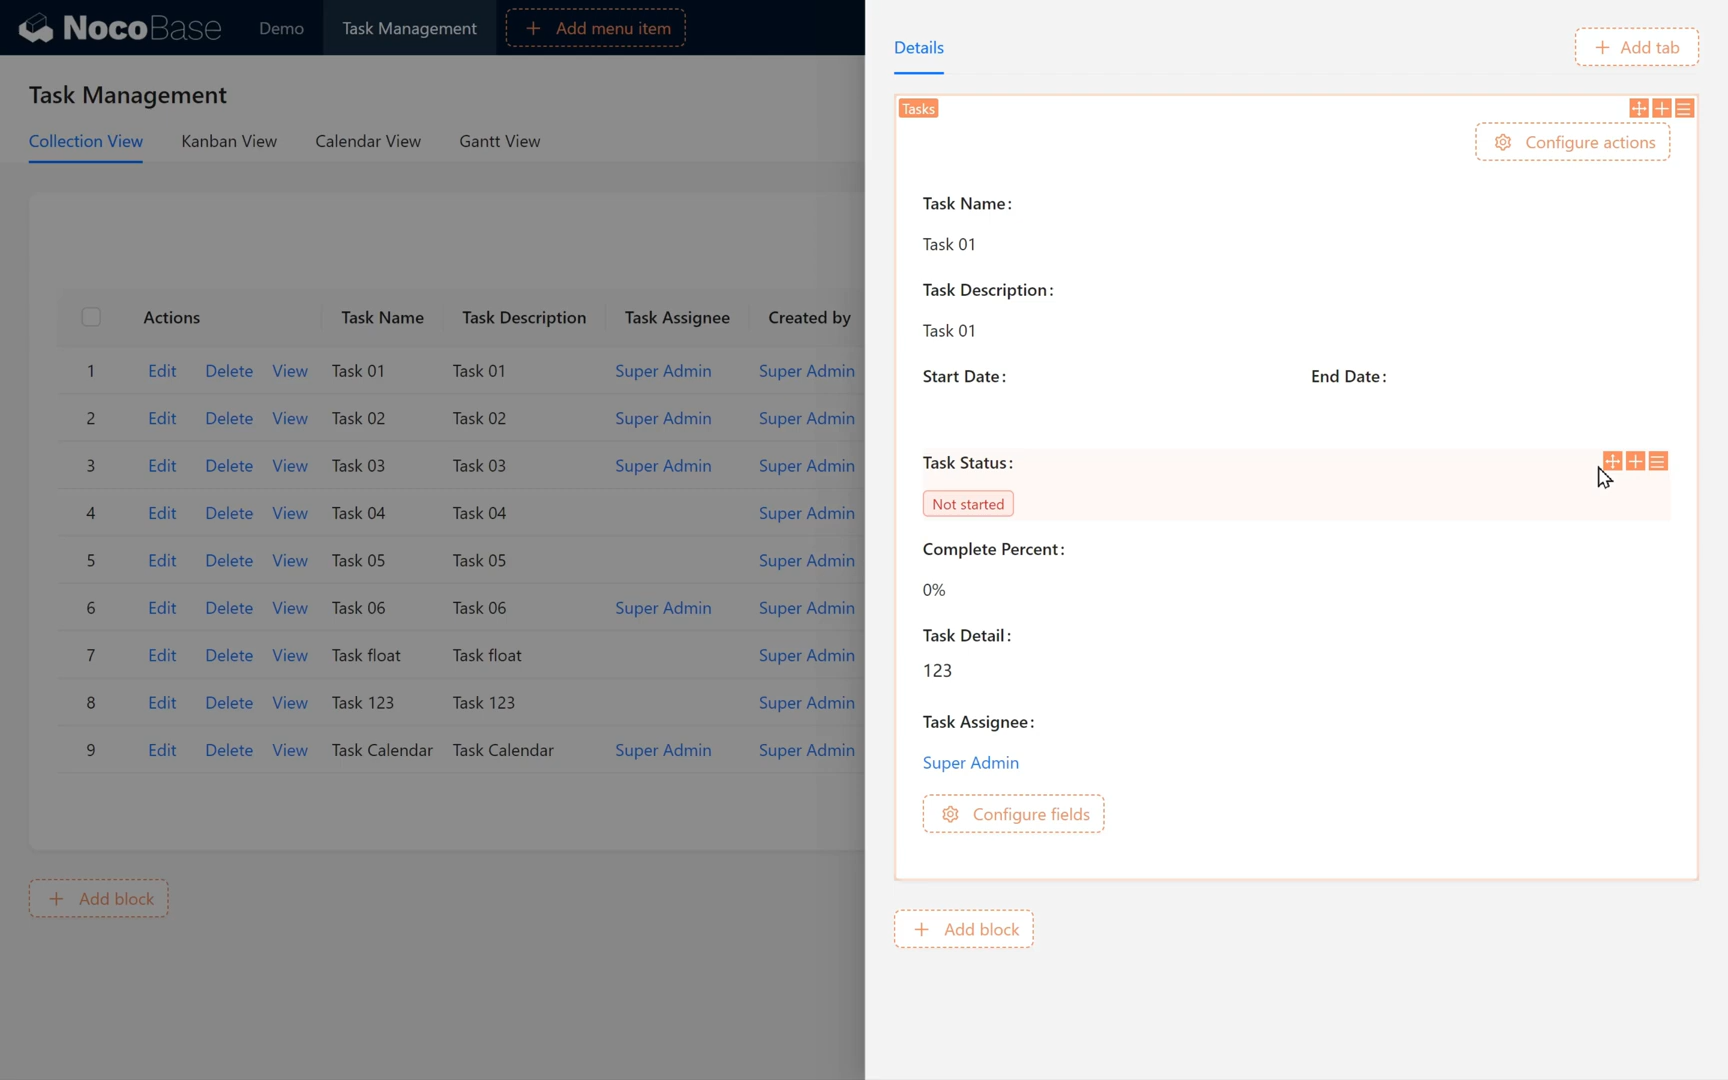 NocoBase Demo Task Management + Add menu item
Task Management
Collection View Kanban View Calendar View Gantt View
Actions Task Name Task Description Task Assignee Created by
1 Edit Delete View Task 01 Task 01 Super Admin Super Admin
2 Edit Delete View Task 02 Task 02 Super Admin Super Admin
3 Edit Delete View Task 03 Task 03 Super Admin Super Admin
4 Edit Delete View Task 04 Task 04 Super Admin
5 Edit Delete View Task 05 Task 05 Super Admin
6 Edit Delete View Task 06 Task 06 Super Admin Super Admin
7 Edit Delete View Task float Task float Super Admin
8 Edit Delete View Task 123 Task 123 Super Admin
9 Edit Delete View Task Calendar Task Calendar Super Admin Super Admin
+ Add block
Details + Add tab
Tasks
Configure actions
Task Name:
Task 01
Task Description:
Task 01
Start Date: End Date:
Task Status:
Not started
Complete Percent:
0%
Task Detail:
123
Task Assignee:
Super Admin
Configure fields
+ Add block